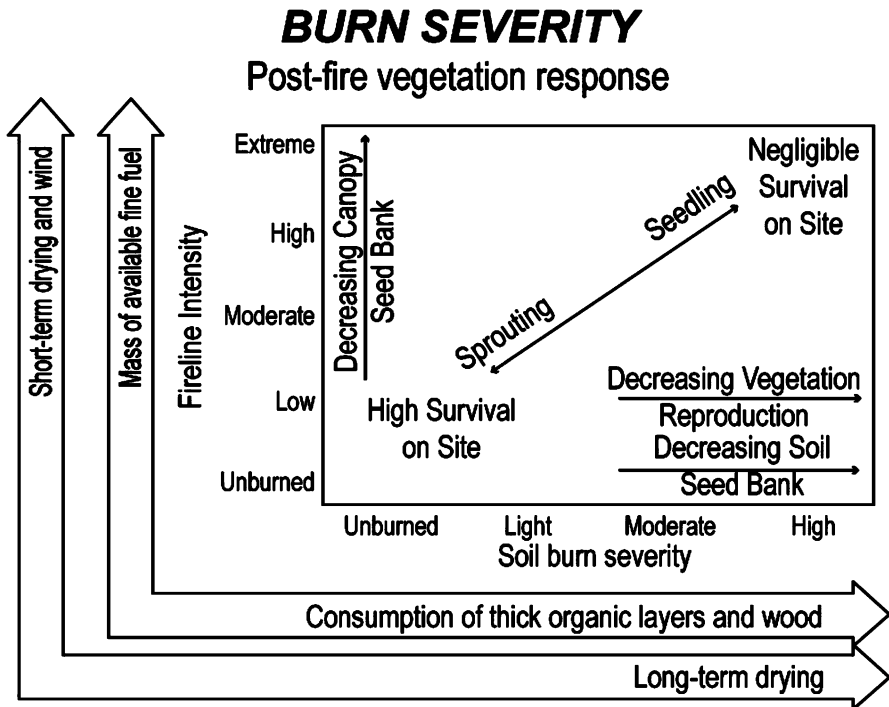 BURN SEVERITY
Post-fire vegetation response
Short-term drying and wind
Mass of available fine fuel
Fireline Intensity
Extreme
High
Moderate
Low
Unburned
Decreasing Canopy
Seed Bank
Negligible
Survival
on Site
Seedling
Sprouting
High Survival
on Site
Decreasing Vegetation
Reproduction
Decreasing Soil
Seed Bank
Unburned Light Moderate High
Soil burn severity
Consumption of thick organic layers and wood
Long-term drying